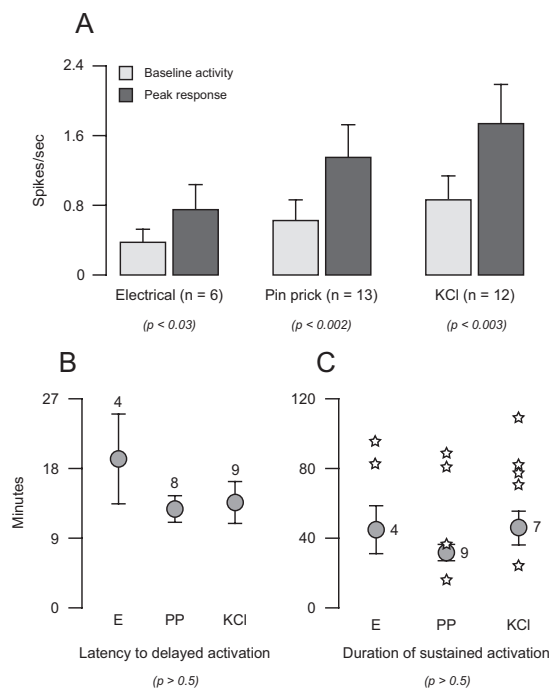 A
2.4
1.6
0.8
0
Spikes/sec
Baseline activity
Peak response
Electrical (n = 6)
Pin prick (n = 13)
KCl (n = 12)
(p < 0.03)
(p < 0.002)
(p < 0.003)
B
27
18
9
0
Minutes
4
8
9
E
PP
KCl
Latency to delayed activation
(p > 0.5)
C
120
80
40
0
4
9
7
E
PP
KCl
Duration of sustained activation
(p > 0.5)